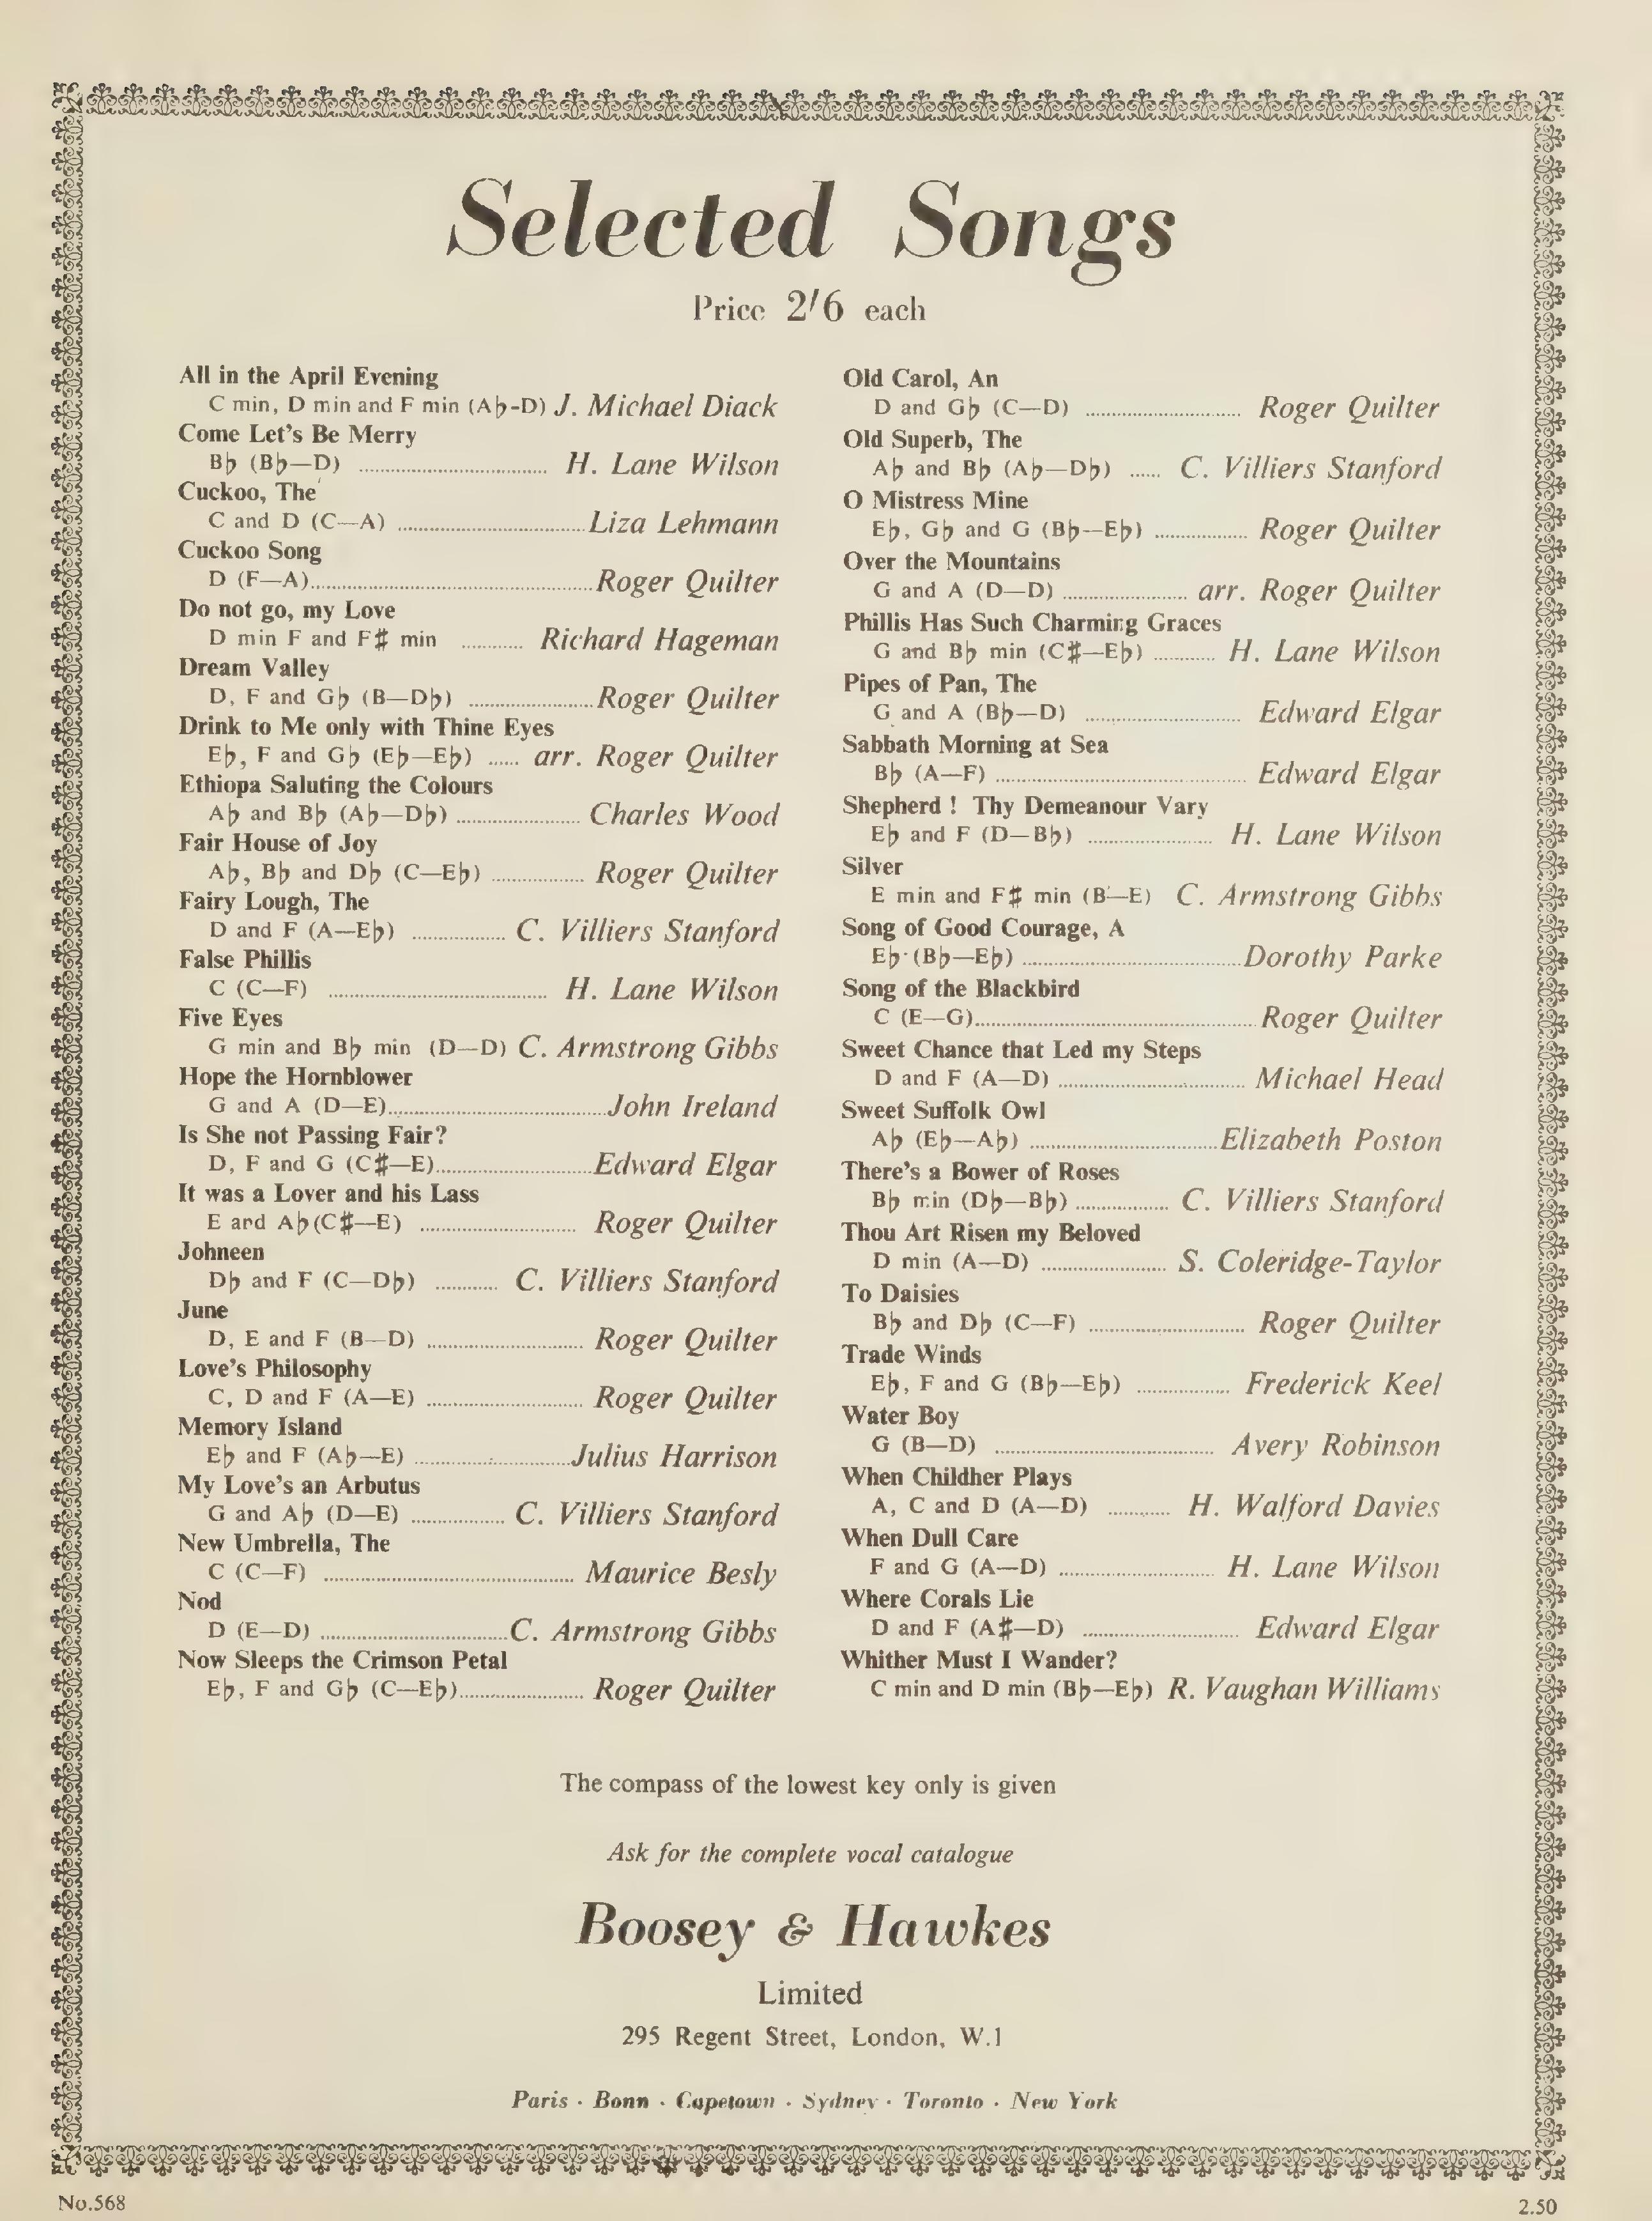 Selected Songs
Price 2/6 each
All in the April Evening
C min, D min and F min (A♭-D) J. Michael Diack
Come Let's Be Merry
B♭ (B♭—D) ........ H. Lane Wilson
Cuckoo, The
C and D (C—A) ........ Liza Lehmann
Cuckoo Song
D (F—A) ........ Roger Quilter
Do not go, my Love
D min F and F♯ min ........ Richard Hageman
Dream Valley
D, F and G♭ (B—D♭) ........ Roger Quilter
Drink to Me only with Thine Eyes
E♭, F and G♭ (E♭—E♭) ...... arr. Roger Quilter
Ethiopa Saluting the Colours
A♭ and B♭ (A♭—D♭) ........ Charles Wood
Fair House of Joy
A♭, B♭ and D♭ (C—E♭) ........ Roger Quilter
Fairy Lough, The
D and F (A—E♭) ........ C. Villiers Stanford
False Phillis
C (C—F) ........ H. Lane Wilson
Five Eyes
G min and B♭ min (D—D) C. Armstrong Gibbs
Hope the Hornblower
G and A (D—E) ........ John Ireland
Is She not Passing Fair?
D, F and G (C♯—E) ........ Edward Elgar
It was a Lover and his Lass
E and A♭ (C♯—E) ........ Roger Quilter
Johneen
D♭ and F (C—D♭) ........ C. Villiers Stanford
June
D, E and F (B—D) ........ Roger Quilter
Love's Philosophy
C, D and F (A—E) ........ Roger Quilter
Memory Island
E♭ and F (A♭—E) ........ Julius Harrison
My Love's an Arbutus
G and A♭ (D—E) ........ C. Villiers Stanford
New Umbrella, The
C (C—F) ........ Maurice Besly
Nod
D (E—D) ........ C. Armstrong Gibbs
Now Sleeps the Crimson Petal
E♭, F and G♭ (C—E♭) ........ Roger Quilter
Old Carol, An
D and G♭ (C—D) ........ Roger Quilter
Old Superb, The
A♭ and B♭ (A♭—D♭) ...... C. Villiers Stanford
O Mistress Mine
E♭, G♭ and G (B♭—E♭) ........ Roger Quilter
Over the Mountains
G and A (D—D) ........ arr. Roger Quilter
Phillis Has Such Charming Graces
G and B♭ min (C♯—E♭) ........ H. Lane Wilson
Pipes of Pan, The
G and A (B♭—D) ........ Edward Elgar
Sabbath Morning at Sea
B♭ (A—F) ........ Edward Elgar
Shepherd ! Thy Demeanour Vary
E♭ and F (D—B♭) ........ H. Lane Wilson
Silver
E min and F♯ min (B—E) C. Armstrong Gibbs
Song of Good Courage, A
E♭ (B♭—E♭) ........ Dorothy Parke
Song of the Blackbird
C (E—G) ........ Roger Quilter
Sweet Chance that Led my Steps
D and F (A—D) ........ Michael Head
Sweet Suffolk Owl
A♭ (E♭—A♭) ........ Elizabeth Poston
There's a Bower of Roses
B♭ min (D♭—B♭) ........ C. Villiers Stanford
Thou Art Risen my Beloved
D min (A—D) ........ S. Coleridge-Taylor
To Daisies
B♭ and D♭ (C—F) ........ Roger Quilter
Trade Winds
E♭, F and G (B♭—E♭) ........ Frederick Keel
Water Boy
G (B—D) ........ Avery Robinson
When Childher Plays
A, C and D (A—D) ........ H. Walford Davies
When Dull Care
F and G (A—D) ........ H. Lane Wilson
Where Corals Lie
D and F (A♯—D) ........ Edward Elgar
Whither Must I Wander?
C min and D min (B♭—E♭) R. Vaughan Williams
The compass of the lowest key only is given
Ask for the complete vocal catalogue
Boosey & Hawkes
Limited
295 Regent Street, London, W.1
Paris · Bonn · Capetown · Sydney · Toronto · New York
No.568
2.50